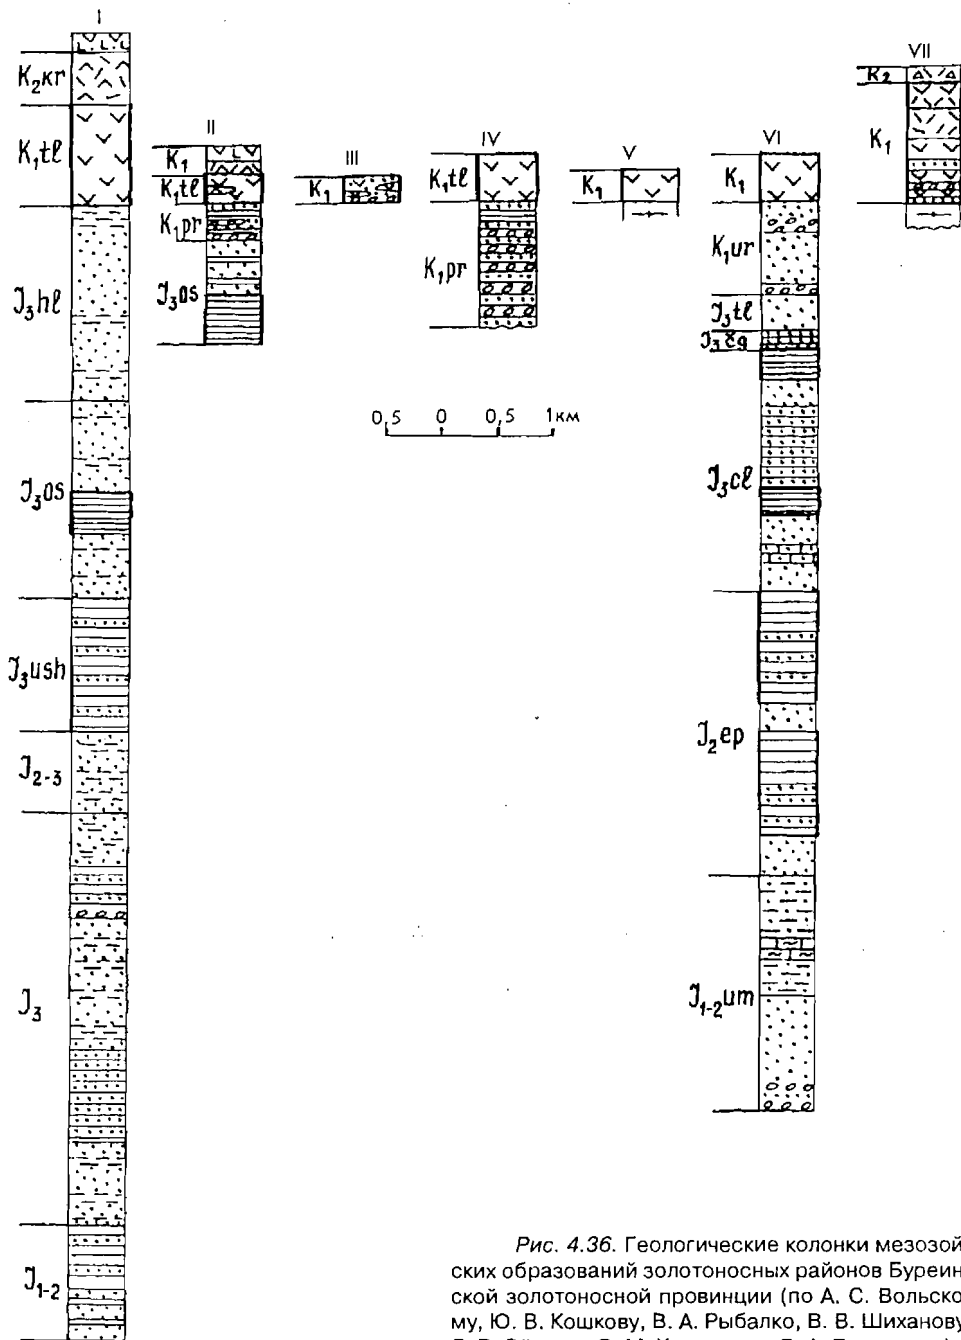 I
K₂кr
K₁tl
J₃hl
J₃os
J₃ush
J₂₋₃
J₃
J₁₋₂
II
K₁
K₁tl
K₁pr
J₃os
III
K₁
IV
K₁tl
K₁pr
V
K₁
VI
K₁
K₁ur
J₃tl
J₃cl
J₂ep
J₁₋₂um
VII
K₂
K₁
0,5 0 0,5 1км
Рис. 4.36. Геологические колонки мезозой-
ских образований золотоносных районов Буреин-
ской золотоносной провинции (по А. С. Вольско-
му, Ю. В. Кошкову, В. А. Рыбалко, В. В. Шиханову